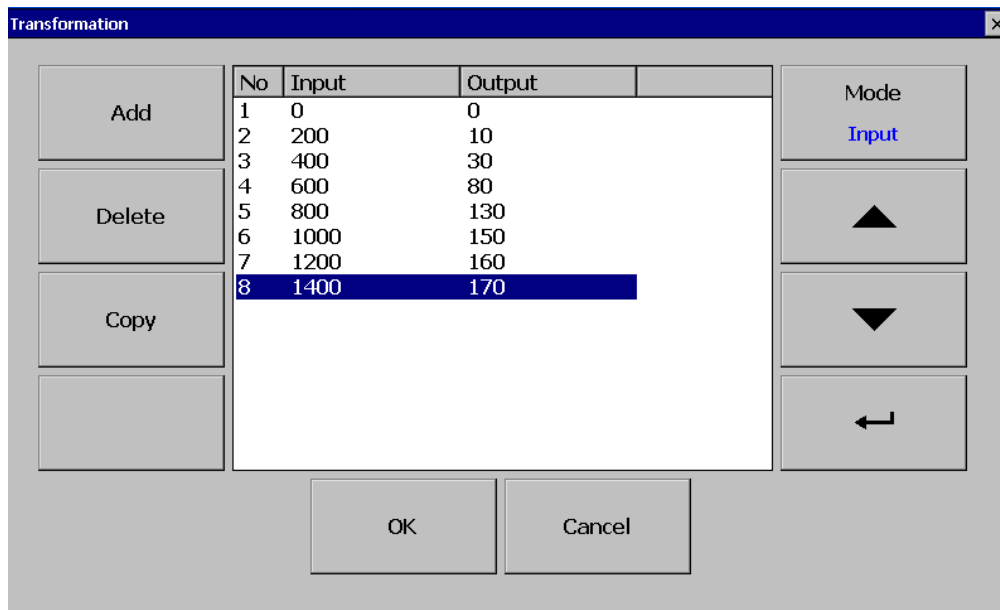 Transformation
Add
Delete
Copy
No Input Output
1 0 0
2 200 10
3 400 30
4 600 80
5 800 130
6 1000 150
7 1200 160
8 1400 170
Mode
Input
OK Cancel